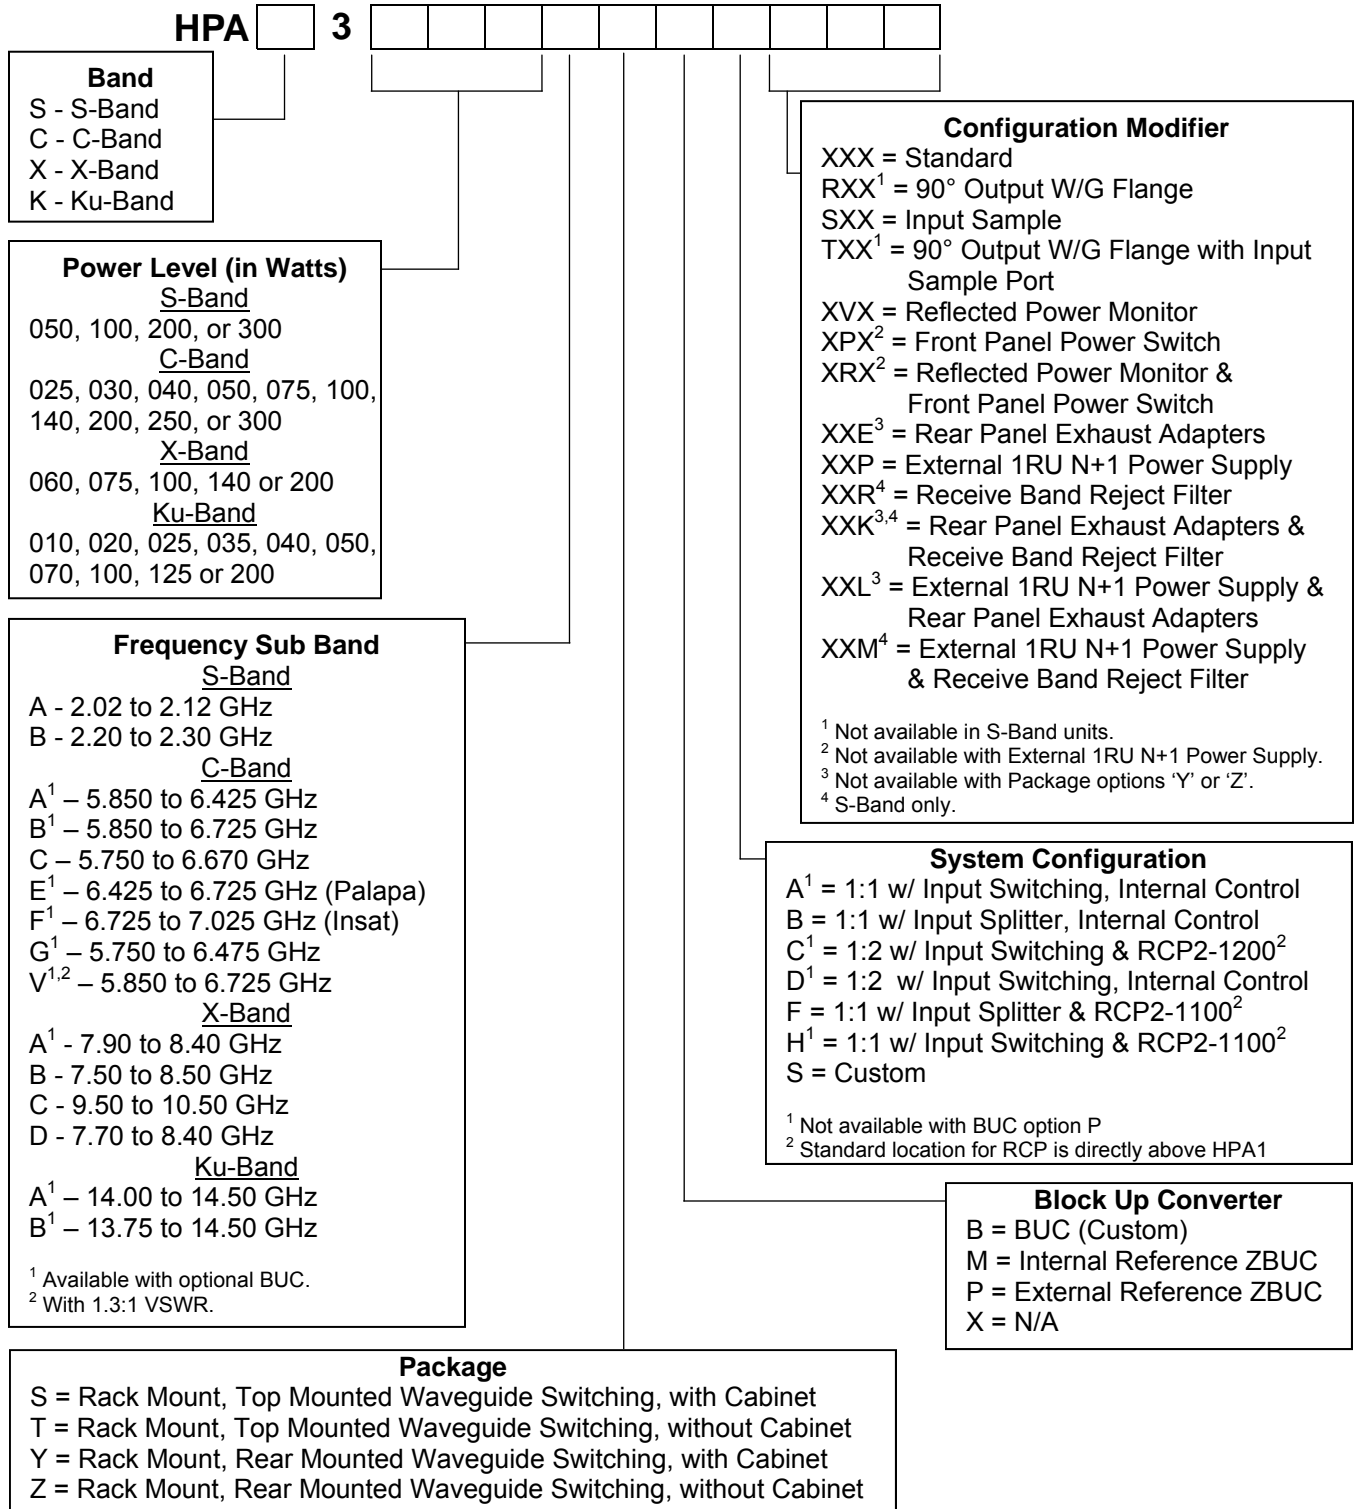 HPA 3
Band
S - S-Band
C - C-Band
X - X-Band
K - Ku-Band
Power Level (in Watts)
S-Band
050, 100, 200, or 300
C-Band
025, 030, 040, 050, 075, 100,
140, 200, 250, or 300
X-Band
060, 075, 100, 140 or 200
Ku-Band
010, 020, 025, 035, 040, 050,
070, 100, 125 or 200
Frequency Sub Band
S-Band
A - 2.02 to 2.12 GHz
B - 2.20 to 2.30 GHz
C-Band
A¹ – 5.850 to 6.425 GHz
B¹ – 5.850 to 6.725 GHz
C – 5.750 to 6.670 GHz
E¹ – 6.425 to 6.725 GHz (Palapa)
F¹ – 6.725 to 7.025 GHz (Insat)
G¹ – 5.750 to 6.475 GHz
V¹,² – 5.850 to 6.725 GHz
X-Band
A¹ - 7.90 to 8.40 GHz
B - 7.50 to 8.50 GHz
C - 9.50 to 10.50 GHz
D - 7.70 to 8.40 GHz
Ku-Band
A¹ – 14.00 to 14.50 GHz
B¹ – 13.75 to 14.50 GHz
¹ Available with optional BUC.
² With 1.3:1 VSWR.
Configuration Modifier
XXX = Standard
RXX¹ = 90° Output W/G Flange
SXX = Input Sample
TXX¹ = 90° Output W/G Flange with Input
Sample Port
XVX = Reflected Power Monitor
XPX² = Front Panel Power Switch
XRX² = Reflected Power Monitor &
Front Panel Power Switch
XXE³ = Rear Panel Exhaust Adapters
XXP = External 1RU N+1 Power Supply
XXR⁴ = Receive Band Reject Filter
XXK³,⁴ = Rear Panel Exhaust Adapters &
Receive Band Reject Filter
XXL³ = External 1RU N+1 Power Supply &
Rear Panel Exhaust Adapters
XXM⁴ = External 1RU N+1 Power Supply
& Receive Band Reject Filter
¹ Not available in S-Band units.
² Not available with External 1RU N+1 Power Supply.
³ Not available with Package options ‘Y’ or ‘Z’.
⁴ S-Band only.
System Configuration
A¹ = 1:1 w/ Input Switching, Internal Control
B = 1:1 w/ Input Splitter, Internal Control
C¹ = 1:2 w/ Input Switching & RCP2-1200²
D¹ = 1:2 w/ Input Switching, Internal Control
F = 1:1 w/ Input Splitter & RCP2-1100²
H¹ = 1:1 w/ Input Switching & RCP2-1100²
S = Custom
¹ Not available with BUC option P
² Standard location for RCP is directly above HPA1
Block Up Converter
B = BUC (Custom)
M = Internal Reference ZBUC
P = External Reference ZBUC
X = N/A
Package
S = Rack Mount, Top Mounted Waveguide Switching, with Cabinet
T = Rack Mount, Top Mounted Waveguide Switching, without Cabinet
Y = Rack Mount, Rear Mounted Waveguide Switching, with Cabinet
Z = Rack Mount, Rear Mounted Waveguide Switching, without Cabinet